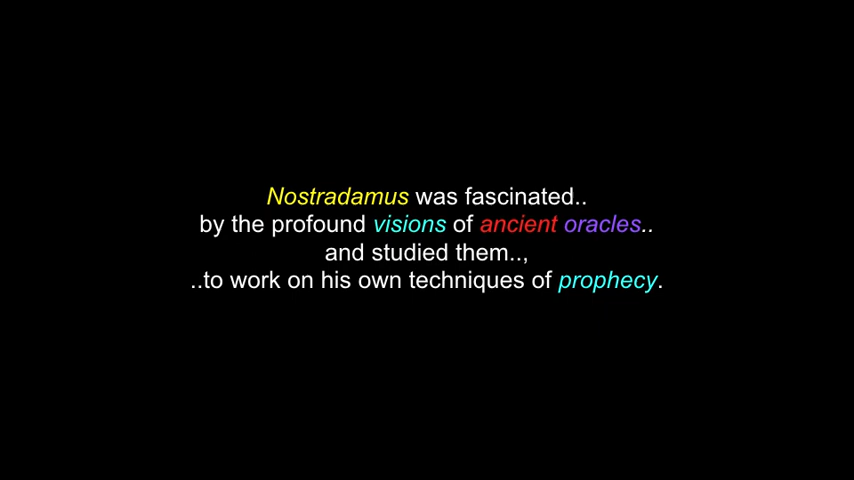 Nostradamus was fascinated..
by the profound visions of ancient oracles..
and studied them..,
..to work on his own techniques of prophecy.